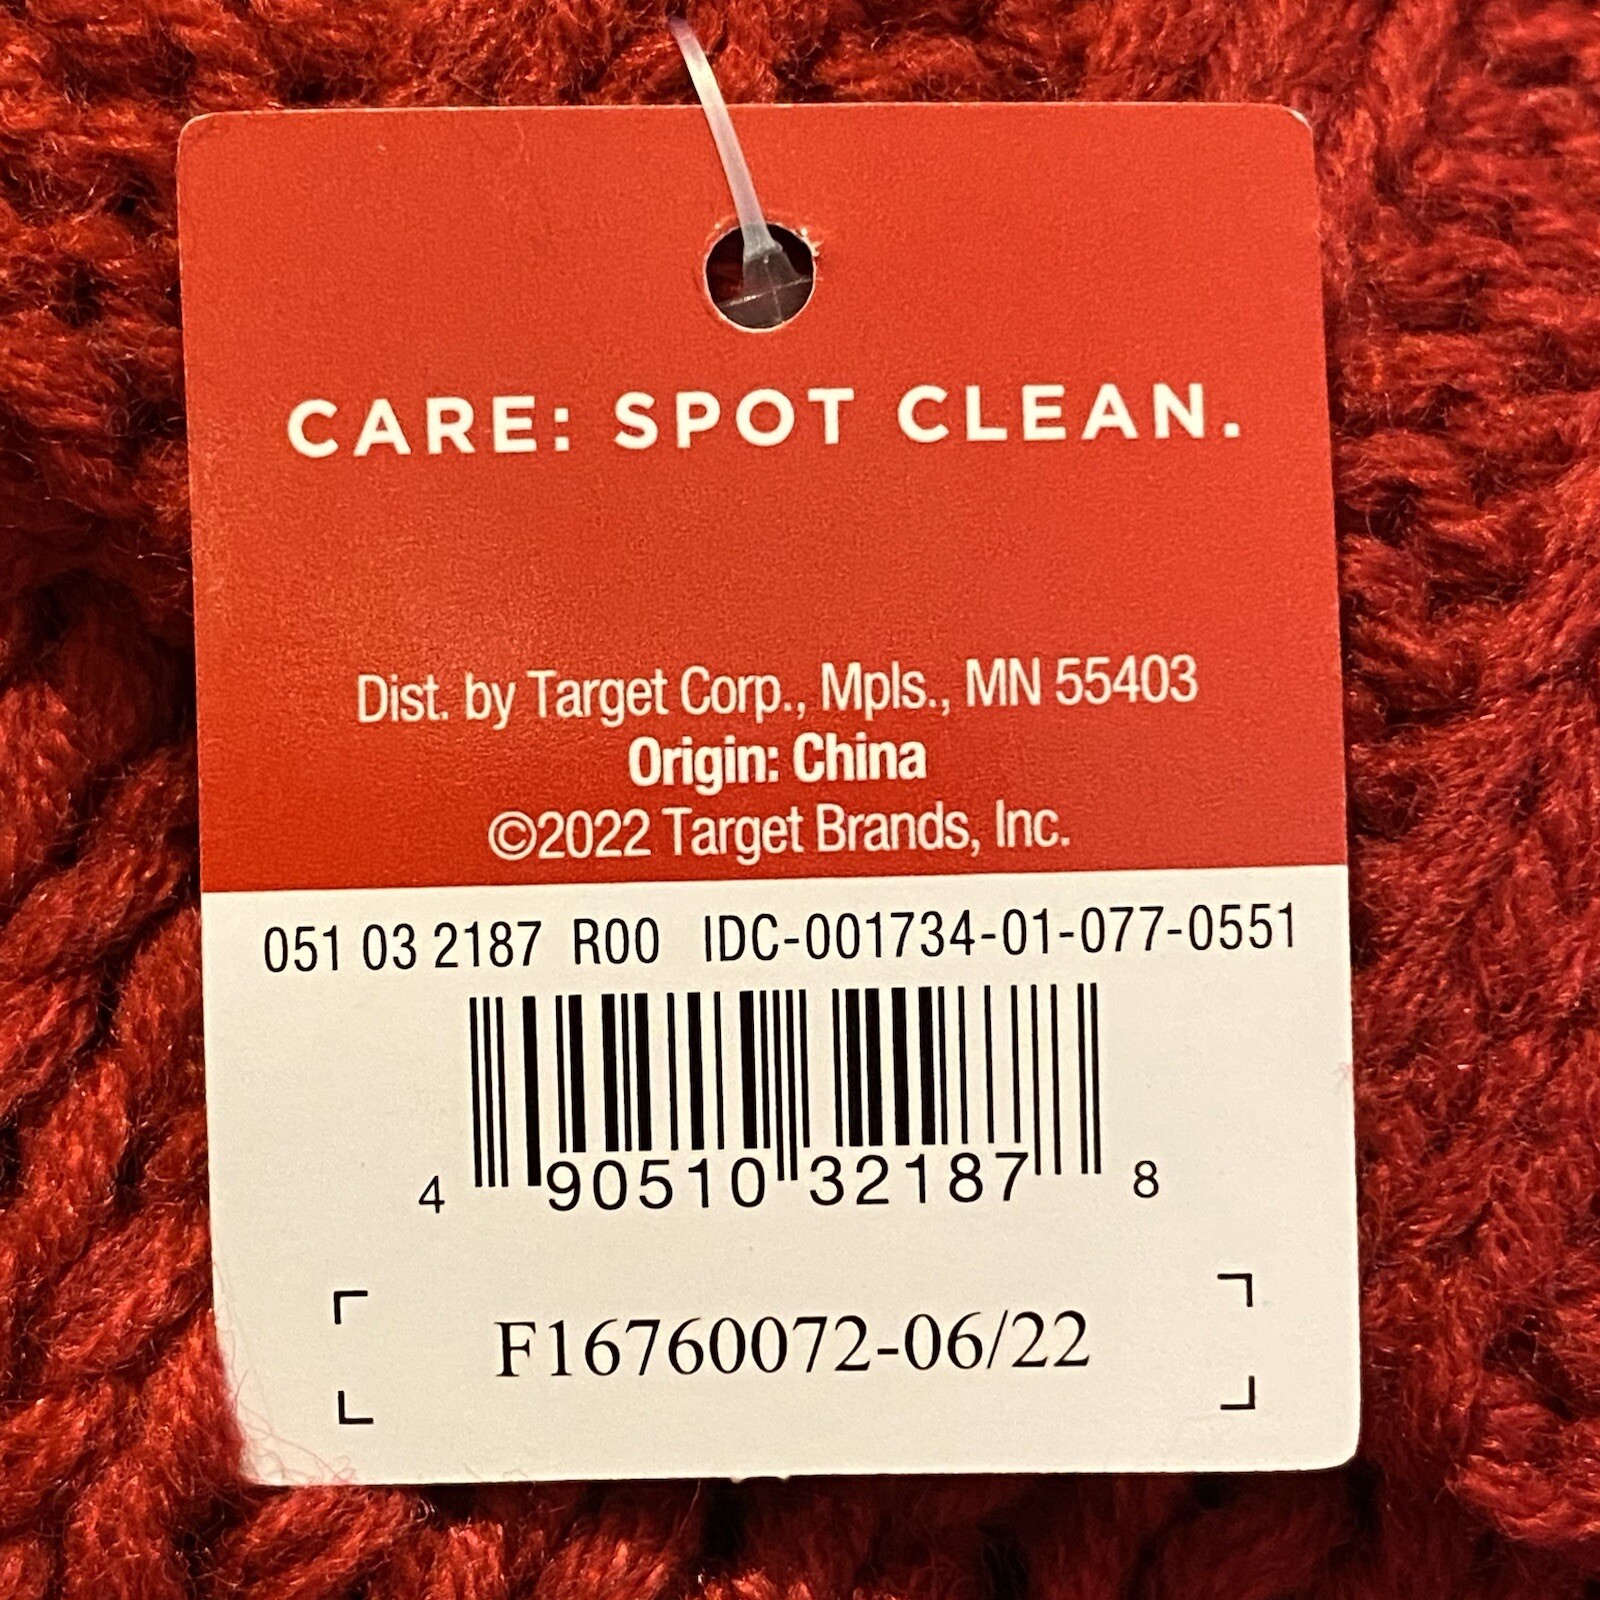 CARE: SPOT CLEAN.
Dist. by Target Corp., Mpls., MN 55403
Origin: China
©2022 Target Brands, Inc.
051 03 2187 R00 IDC-001734-01-077-0551
4 90510 32187 8
F16760072-06/22